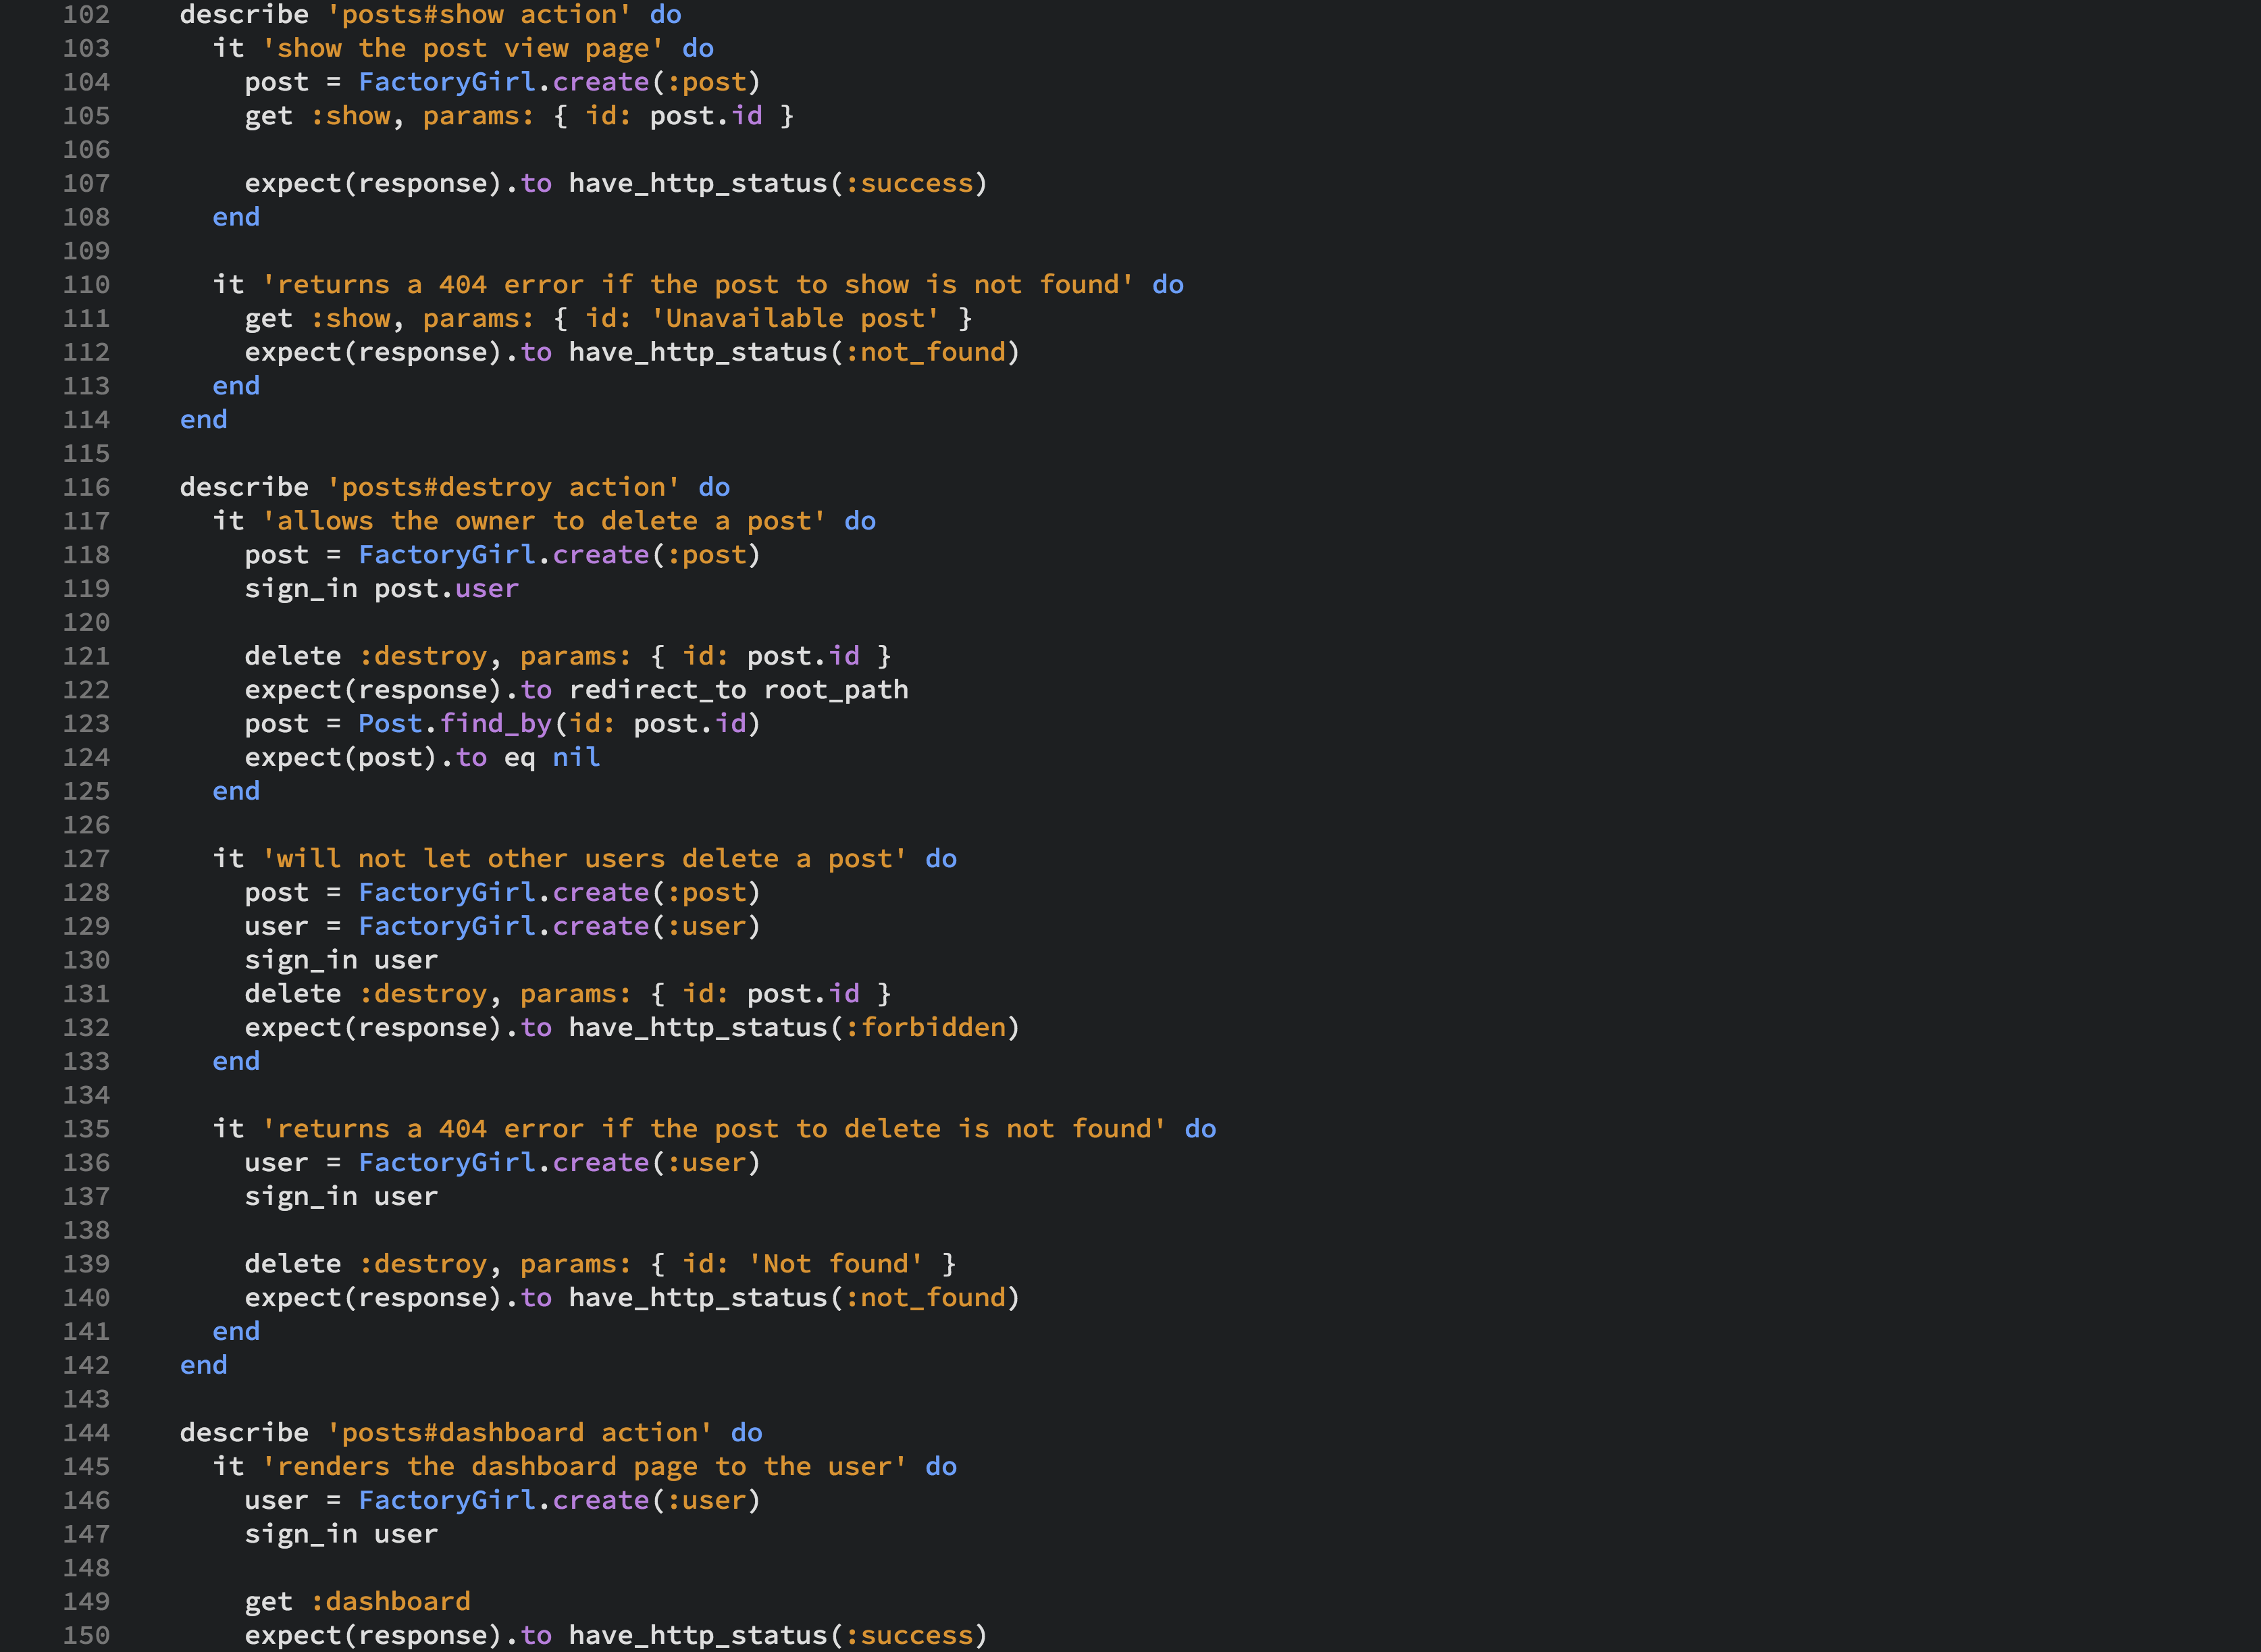 102 describe 'posts#show action' do
103 it 'show the post view page' do
104 post = FactoryGirl.create(:post)
105 get :show, params: { id: post.id }
106
107 expect(response).to have_http_status(:success)
108 end
109
110 it 'returns a 404 error if the post to show is not found' do
111 get :show, params: { id: 'Unavailable post' }
112 expect(response).to have_http_status(:not_found)
113 end
114 end
115
116 describe 'posts#destroy action' do
117 it 'allows the owner to delete a post' do
118 post = FactoryGirl.create(:post)
119 sign_in post.user
120
121 delete :destroy, params: { id: post.id }
122 expect(response).to redirect_to root_path
123 post = Post.find_by(id: post.id)
124 expect(post).to eq nil
125 end
126
127 it 'will not let other users delete a post' do
128 post = FactoryGirl.create(:post)
129 user = FactoryGirl.create(:user)
130 sign_in user
131 delete :destroy, params: { id: post.id }
132 expect(response).to have_http_status(:forbidden)
133 end
134
135 it 'returns a 404 error if the post to delete is not found' do
136 user = FactoryGirl.create(:user)
137 sign_in user
138
139 delete :destroy, params: { id: 'Not found' }
140 expect(response).to have_http_status(:not_found)
141 end
142 end
143
144 describe 'posts#dashboard action' do
145 it 'renders the dashboard page to the user' do
146 user = FactoryGirl.create(:user)
147 sign_in user
148
149 get :dashboard
150 expect(response).to have_http_status(:success)